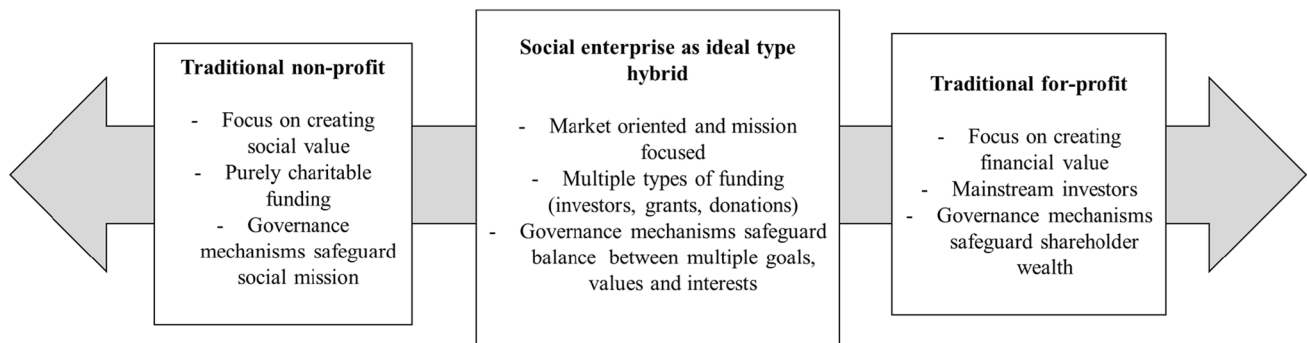 Traditional non-profit
- Focus on creating
social value
- Purely charitable
funding
- Governance
mechanisms safeguard
social mission
Social enterprise as ideal type
hybrid
- Market oriented and mission
focused
- Multiple types of funding
(investors, grants, donations)
- Governance mechanisms safeguard
balance between multiple goals,
values and interests
Traditional for-profit
- Focus on creating
financial value
- Mainstream investors
- Governance mechanisms
safeguard shareholder
wealth